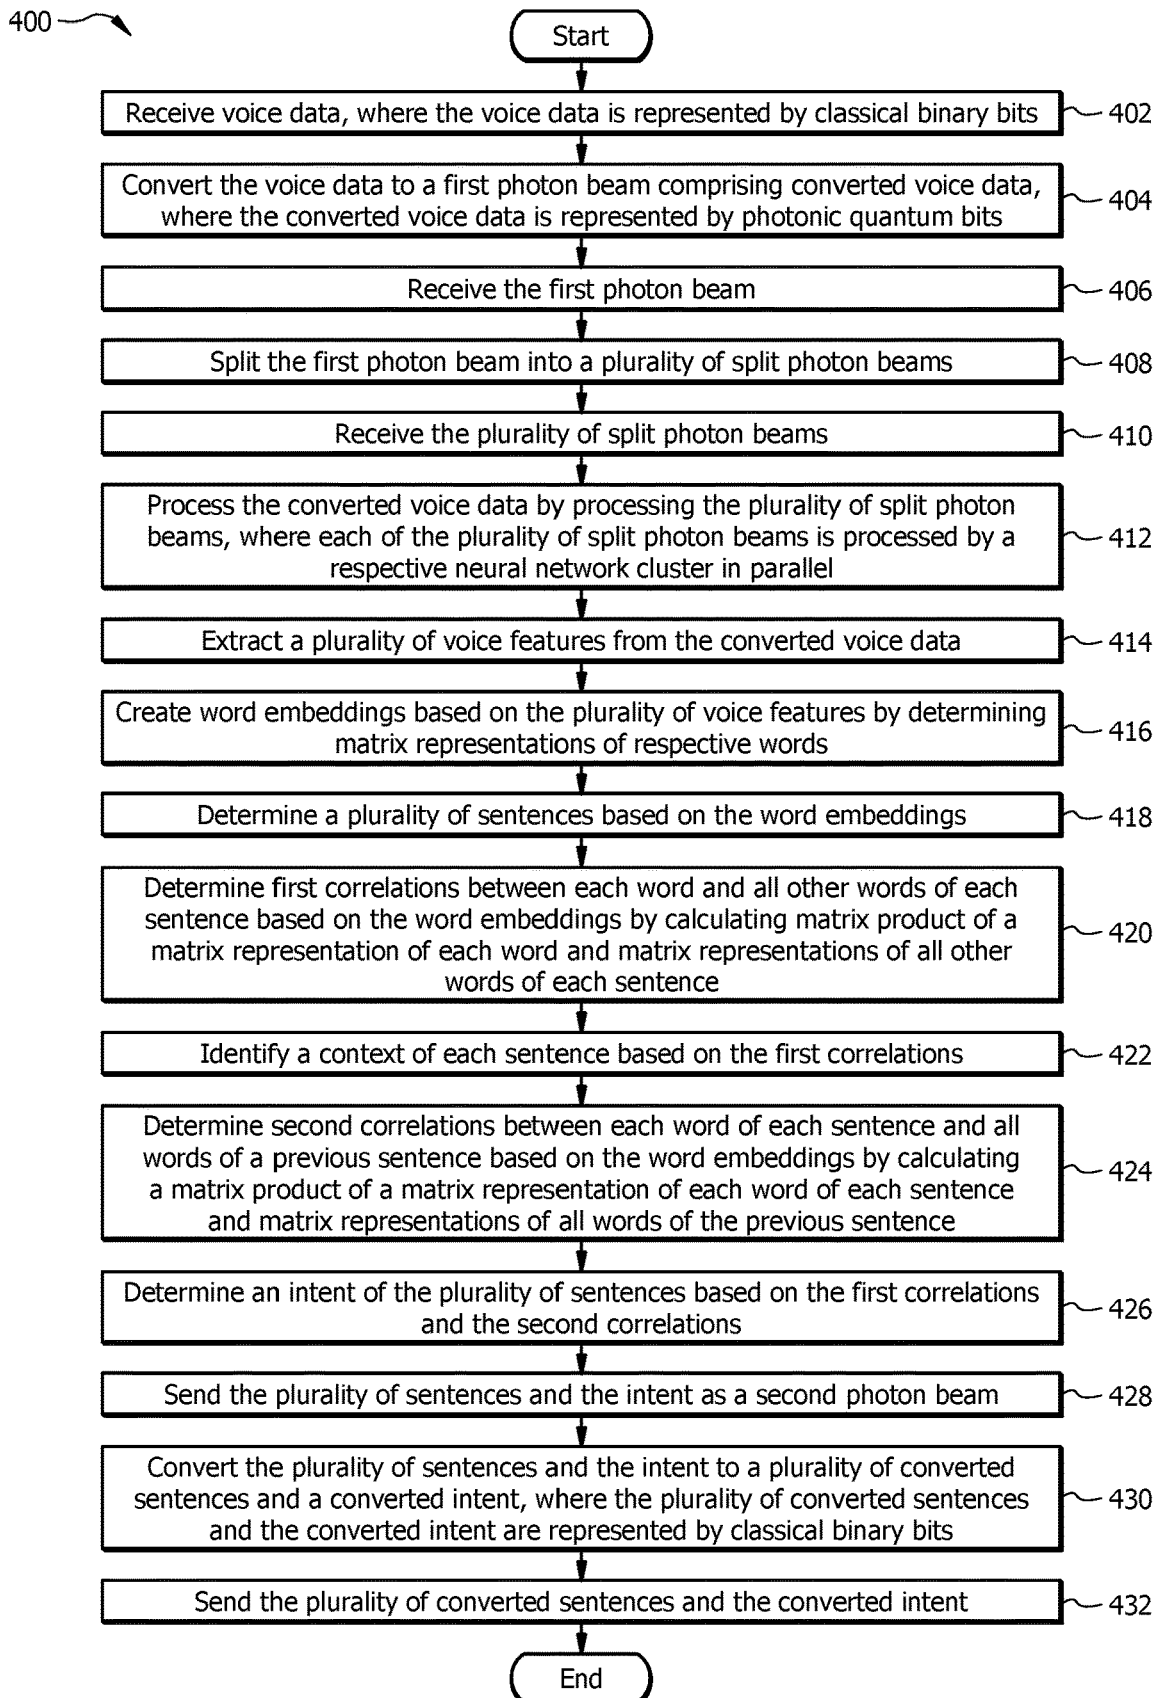 400
Start
Receive voice data, where the voice data is represented by classical binary bits
402
Convert the voice data to a first photon beam comprising converted voice data,
where the converted voice data is represented by photonic quantum bits
404
Receive the first photon beam
406
Split the first photon beam into a plurality of split photon beams
408
Receive the plurality of split photon beams
410
Process the converted voice data by processing the plurality of split photon
beams, where each of the plurality of split photon beams is processed by a
respective neural network cluster in parallel
412
Extract a plurality of voice features from the converted voice data
414
Create word embeddings based on the plurality of voice features by determining
matrix representations of respective words
416
Determine a plurality of sentences based on the word embeddings
418
Determine first correlations between each word and all other words of each
sentence based on the word embeddings by calculating matrix product of a
matrix representation of each word and matrix representations of all other
words of each sentence
420
Identify a context of each sentence based on the first correlations
422
Determine second correlations between each word of each sentence and all
words of a previous sentence based on the word embeddings by calculating
a matrix product of a matrix representation of each word of each sentence
and matrix representations of all words of the previous sentence
424
Determine an intent of the plurality of sentences based on the first correlations
and the second correlations
426
Send the plurality of sentences and the intent as a second photon beam
428
Convert the plurality of sentences and the intent to a plurality of converted
sentences and a converted intent, where the plurality of converted sentences
and the converted intent are represented by classical binary bits
430
Send the plurality of converted sentences and the converted intent
432
End